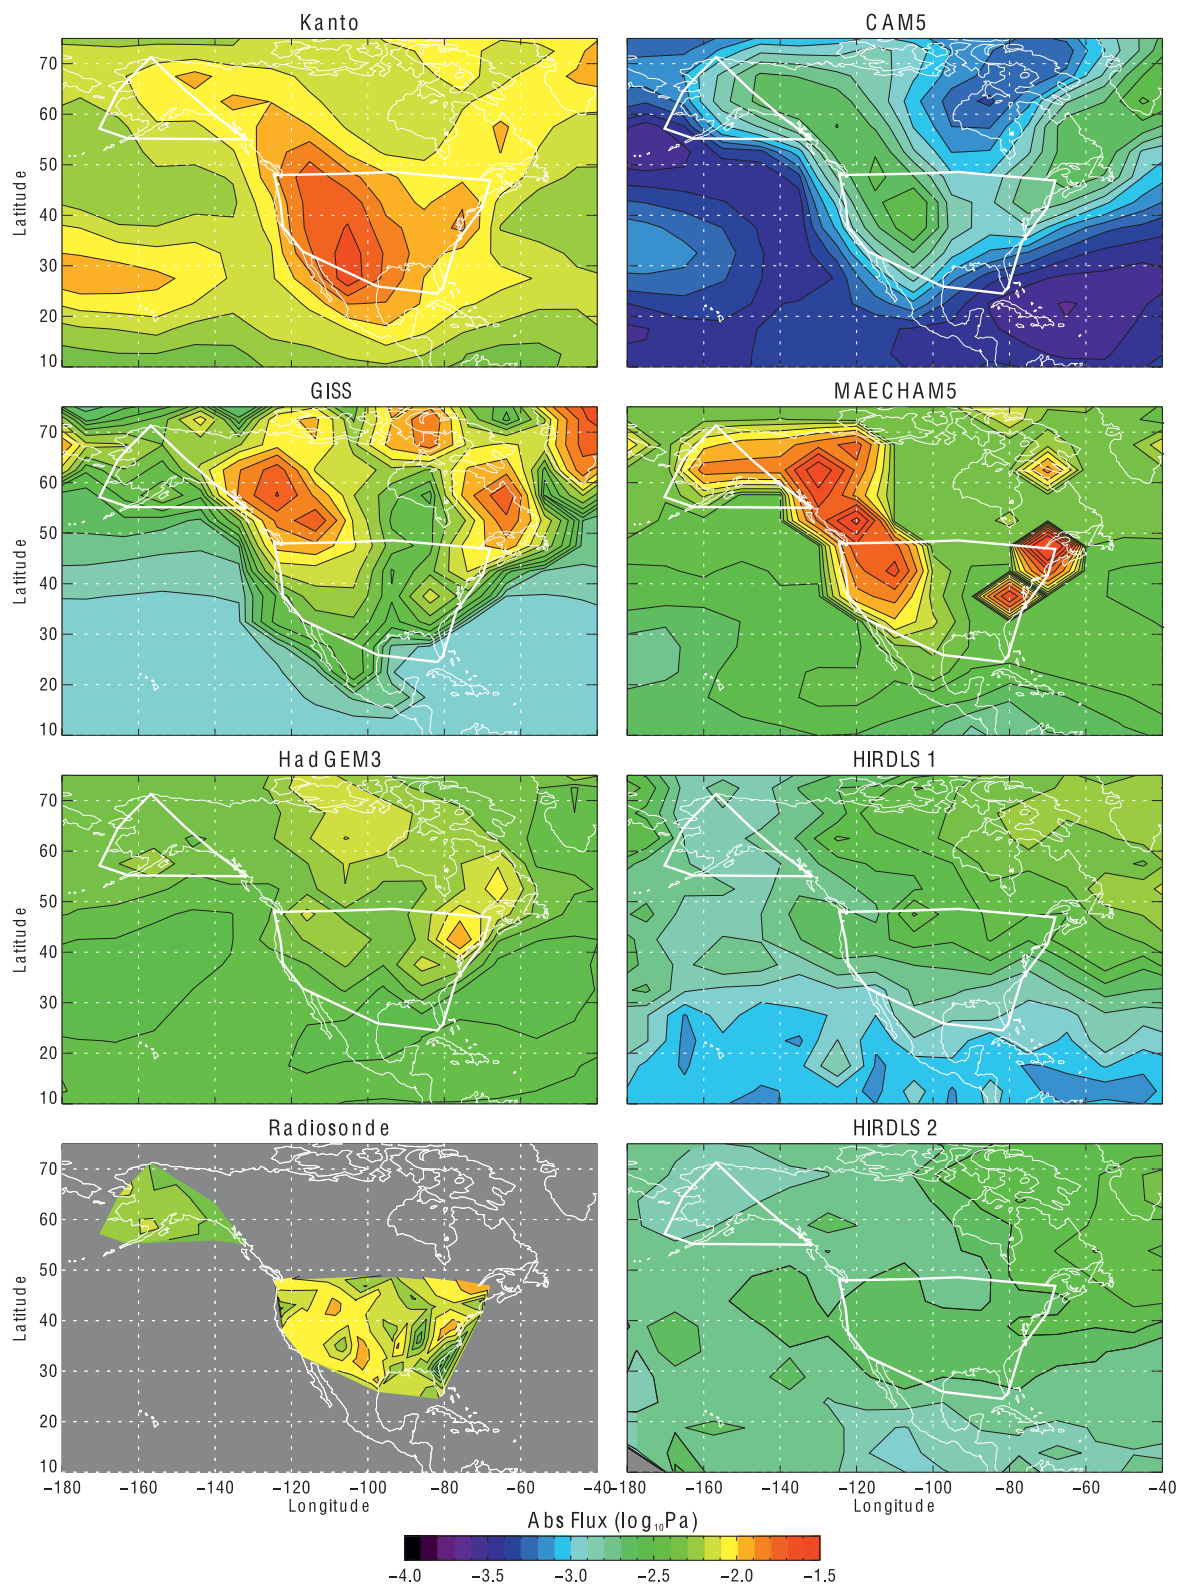 Kanto CAM5
Latitude 70 60 50 40 30 20 10
GISS MAECHAM5
Latitude 70 60 50 40 30 20 10
HadGEM3 HIRDLS 1
Latitude 70 60 50 40 30 20 10
Radiosonde HIRDLS 2
Latitude 70 60 50 40 30 20 10
−180 −160 −140 −120 −100 −80 −60 −40 −180 −160 −140 −120 −100 −80 −60 −40
Longitude Longitude
Abs Flux (log₁₀Pa)
−4.0 −3.5 −3.0 −2.5 −2.0 −1.5